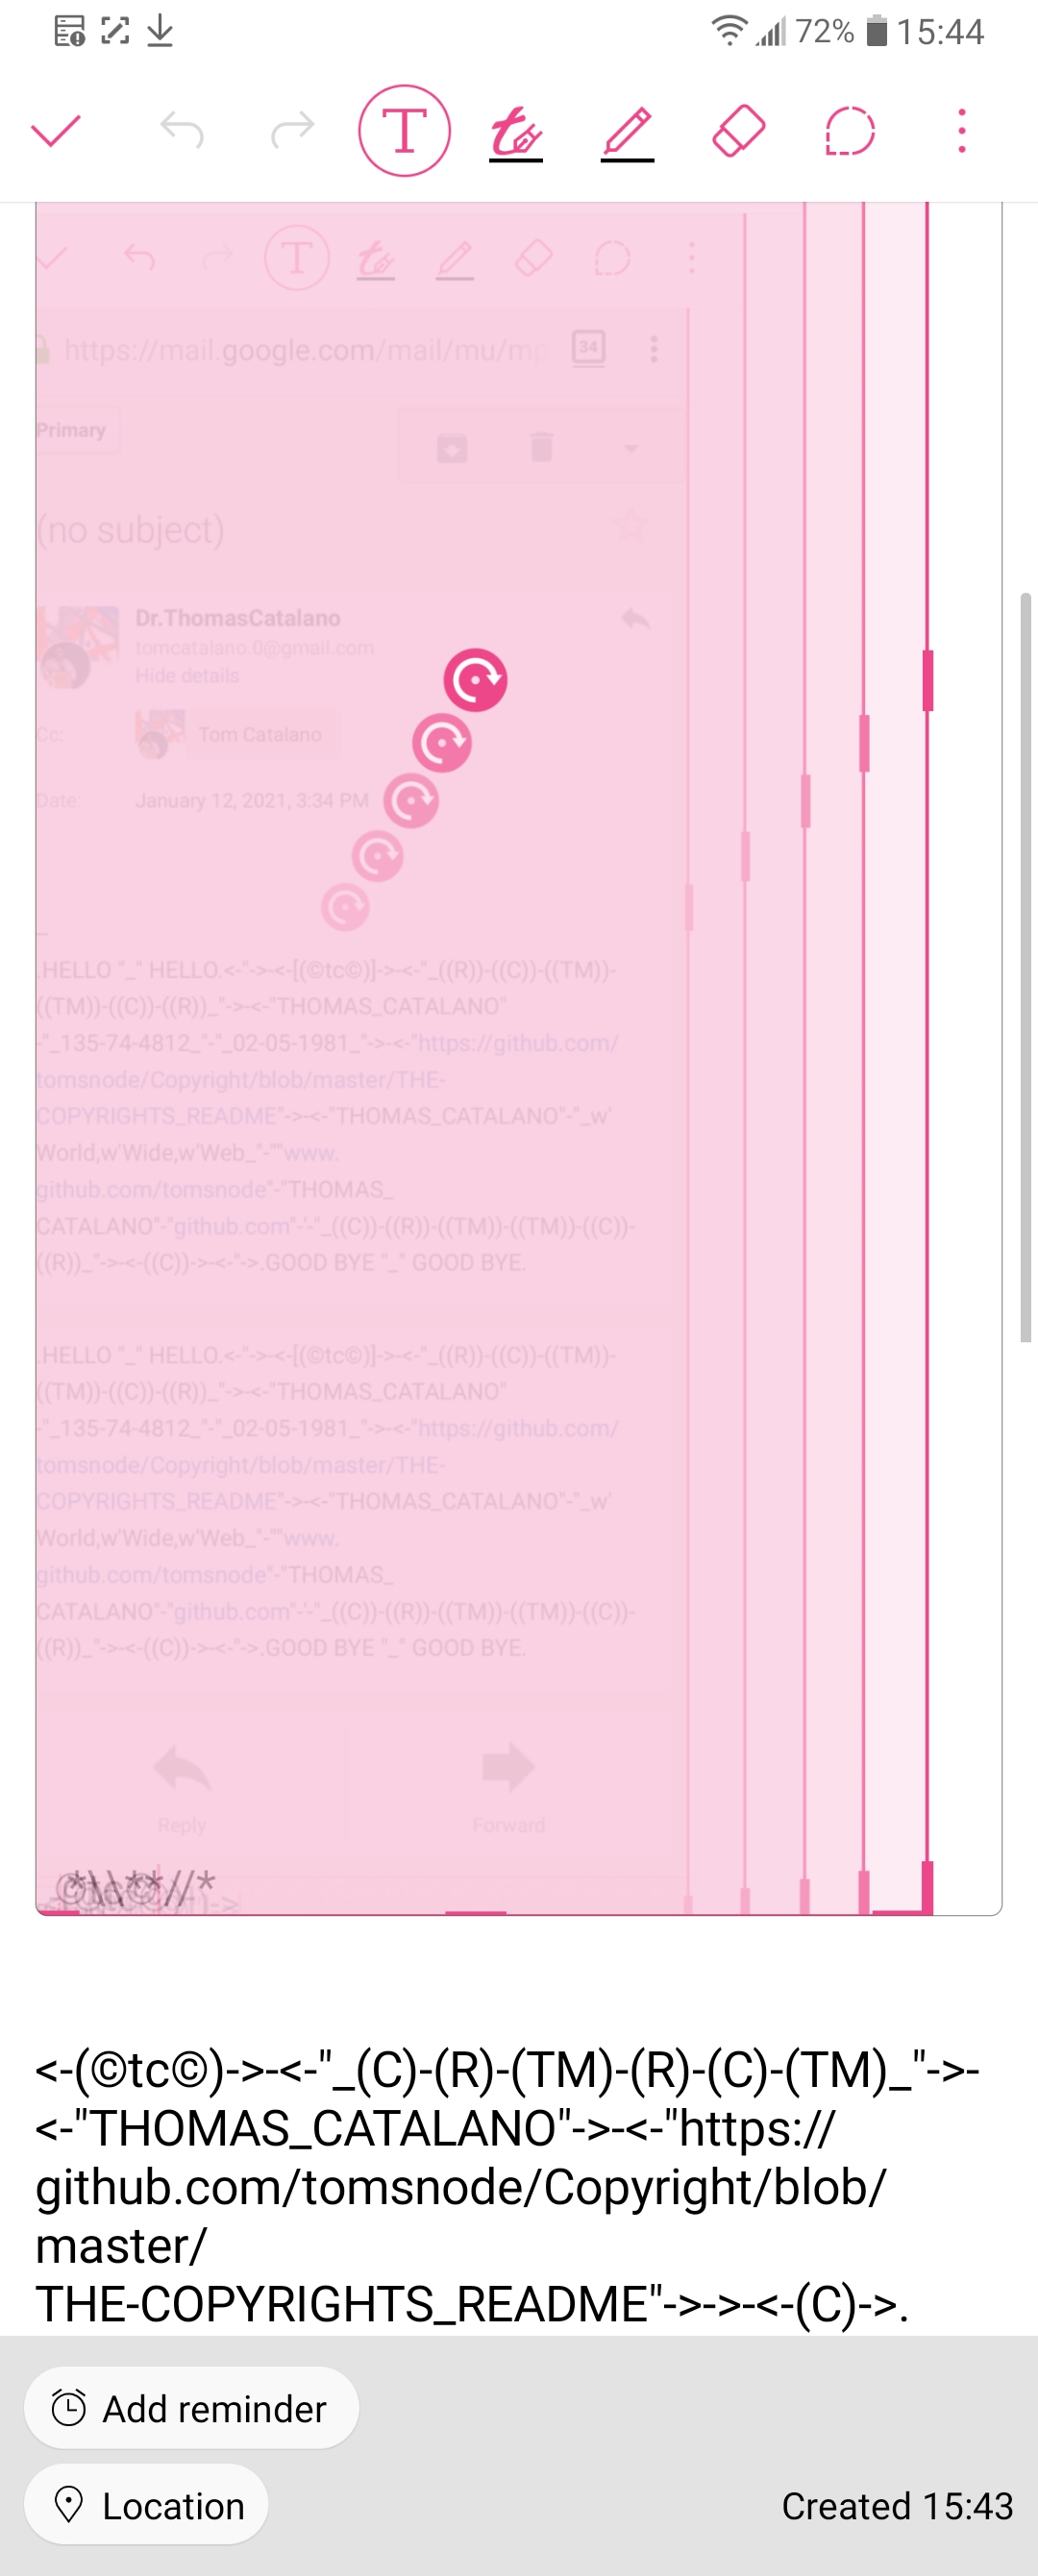 72% 15:44
T
T
https://mail.google.com/mail/mu/mp
34
Primary
(no subject)
Dr.ThomasCatalano
tomcatalano.0@gmail.com
Hide details
Cc: Tom Catalano
Date: January 12, 2021, 3:34 PM
_
.HELLO "_" HELLO.<-"->-<-[(©tc©)]->-<-"_((R))-((C))-((TM))-
((TM))-((C))-((R))_"->-<-"THOMAS_CATALANO"
-"_135-74-4812_"-"_02-05-1981_"->-<-"https://github.com/
tomsnode/Copyright/blob/master/THE-
COPYRIGHTS_README"->-<-"THOMAS_CATALANO"-"_w'
World,w'Wide,w'Web_"-""www.
github.com/tomsnode"-"THOMAS_
CATALANO"-"github.com"-'-"_((C))-((R))-((TM))-((TM))-((C))-
((R))_"->-<-((C))->-<-"->.GOOD BYE "_" GOOD BYE.
.HELLO "_" HELLO.<-"->-<-[(©tc©)]->-<-"_((R))-((C))-((TM))-
((TM))-((C))-((R))_"->-<-"THOMAS_CATALANO"
-"_135-74-4812_"-"_02-05-1981_"->-<-"https://github.com/
tomsnode/Copyright/blob/master/THE-
COPYRIGHTS_README"->-<-"THOMAS_CATALANO"-"_w'
World,w'Wide,w'Web_"-""www.
github.com/tomsnode"-"THOMAS_
CATALANO"-"github.com"-'-"_((C))-((R))-((TM))-((TM))-((C))-
((R))_"->-<-((C))->-<-"->.GOOD BYE "_" GOOD BYE.
Reply Forward
<-(©tc©)->-<-"_(C)-(R)-(TM)-(R)-(C)-(TM)_"->-
<-"THOMAS_CATALANO"->-<-"https://
github.com/tomsnode/Copyright/blob/
master/
THE-COPYRIGHTS_README"->->-<-(C)->.
Add reminder
Location
Created 15:43